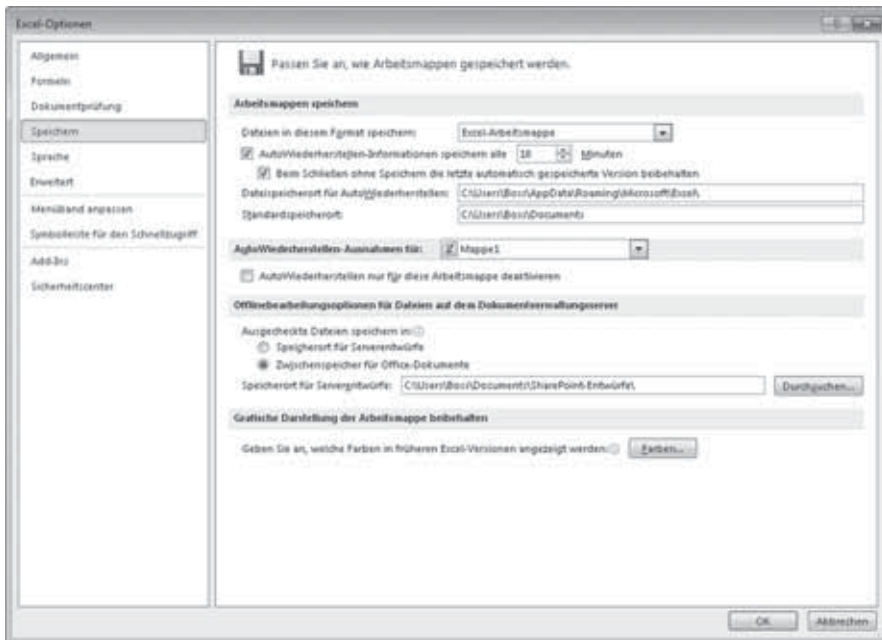 Excel-Optionen
Allgemein
Formeln
Dokumentprüfung
Speichern
Sprache
Erweitert
Menüband anpassen
Symbolleiste für den Schnellzugriff
Add-Ins
Sicherheitscenter
Passen Sie an, wie Arbeitsmappen gespeichert werden.
Arbeitsmappen speichern
Dateien in diesem Format speichern: Excel-Arbeitsmappe
AutoWiederherstellen-Informationen speichern alle 10 Minuten
Beim Schließen ohne Speichern die letzte automatisch gespeicherte Version beibehalten
Dateispeicherort für AutoWiederherstellen: C:\Users\Boss\AppData\Roaming\Microsoft\Excel\
Standardspeicherort: C:\Users\Boss\Documents
AutoWiederherstellen-Ausnahmen für: Mappe1
AutoWiederherstellen nur für diese Arbeitsmappe deaktivieren
Offlinebearbeitungsoptionen für Dateien auf dem Dokumentverwaltungsserver
Ausgecheckte Dateien speichern in:
Speicherort für Serverentwürfe
Zwischenspeicher für Office-Dokumente
Speicherort für Serverentwürfe: C:\Users\Boss\Documents\SharePoint-Entwürfe\ Durchsuchen...
Grafische Darstellung der Arbeitsmappe beibehalten
Geben Sie an, welche Farben in früheren Excel-Versionen angezeigt werden: Farben...
OK Abbrechen